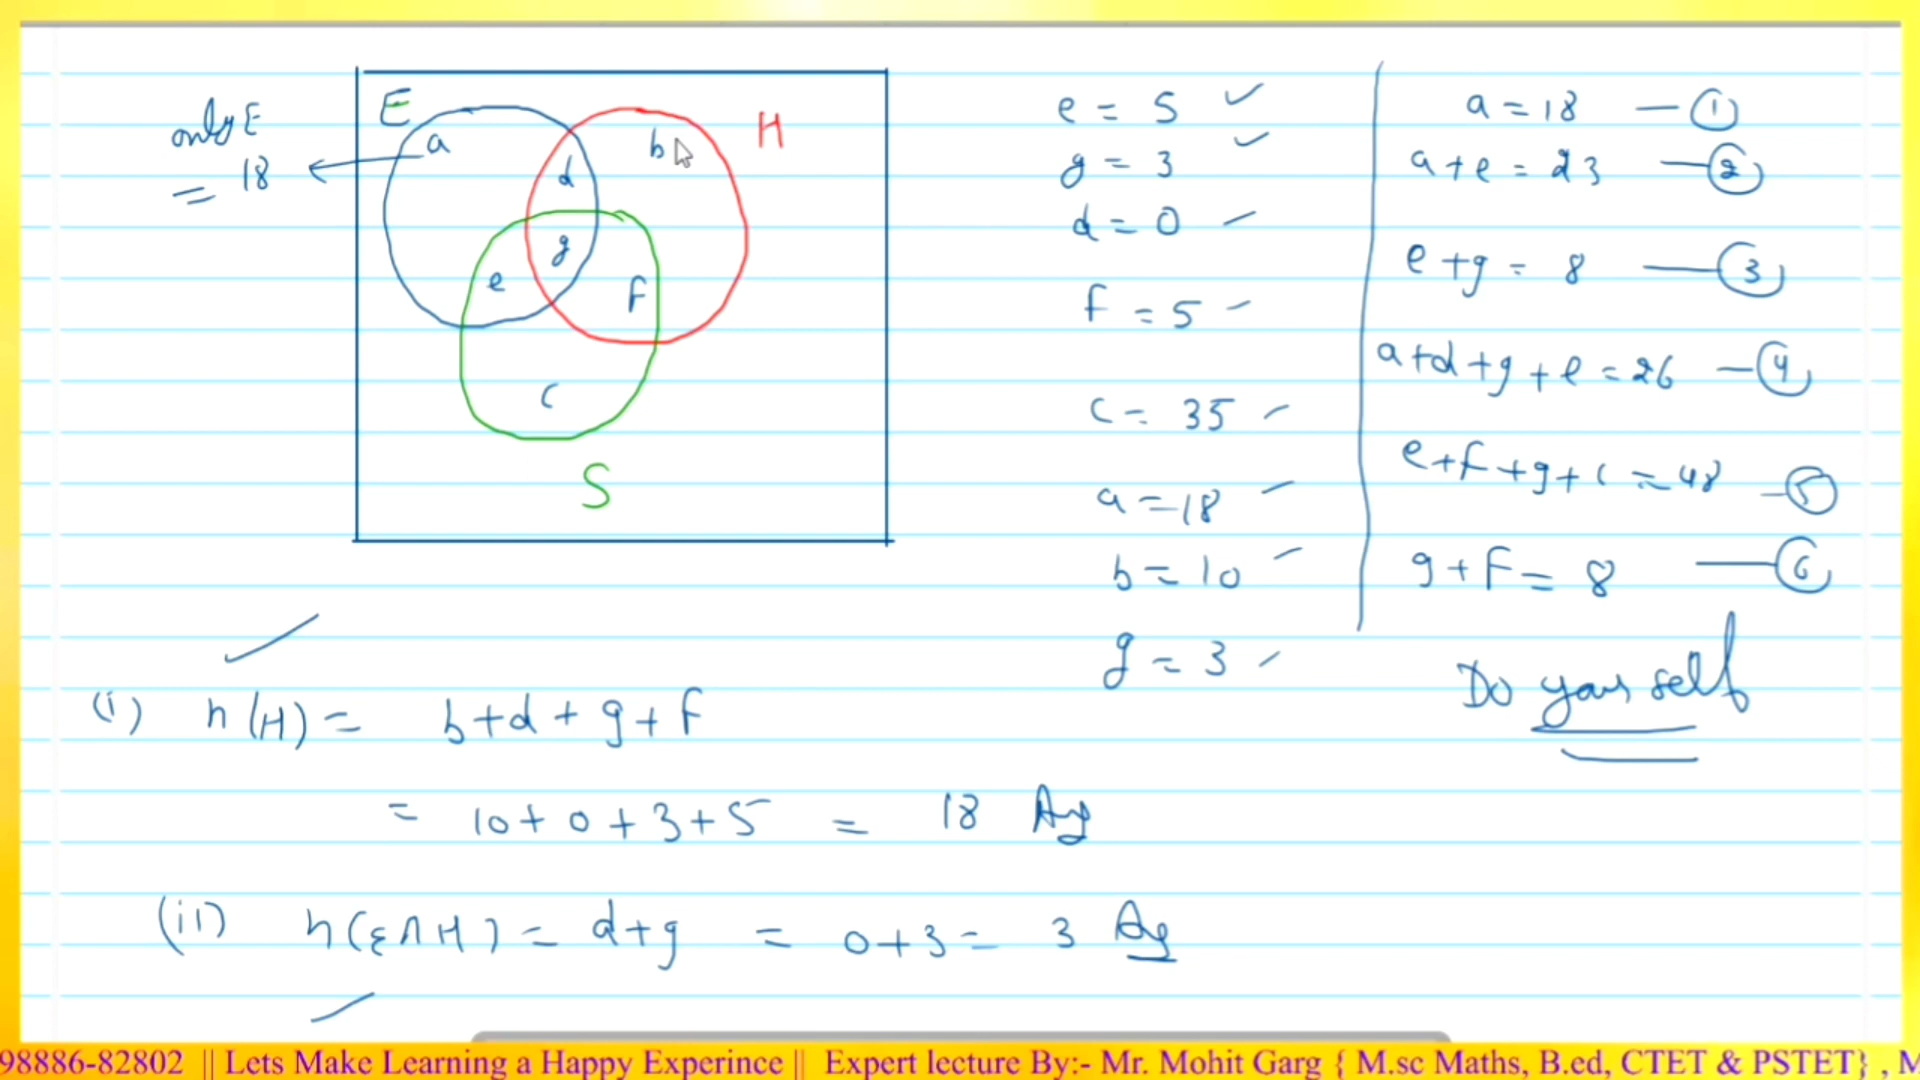 only E
= 18
E
a
d
b
H
g
e
f
c
S
e = 5
g = 3
d = 0
f = 5
c = 35
a = 18
b = 10
g = 3
a = 18 — 1
a + e = 23 — 2
e + g = 8 — 3
a + d + g + e = 26 — 4
e + f + g + c = 48 — 5
g + f = 8 — 6
Do your self
(i) n(H) = b + d + g + f
= 10 + 0 + 3 + 5 = 18 Ans
(ii) n(E∩H) = d + g = 0 + 3 = 3 Ans
98886-82802 || Lets Make Learning a Happy Experince || Expert lecture By:- Mr. Mohit Garg { M.sc Maths, B.ed, CTET & PSTET} , M